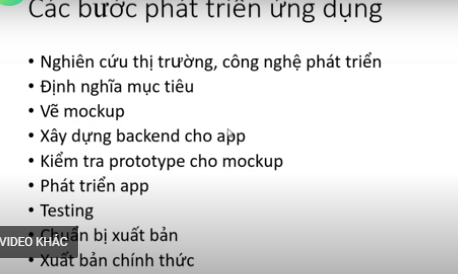 Các bước phát triển ứng dụng
• Nghiên cứu thị trường, công nghệ phát triển
• Định nghĩa mục tiêu
• Vẽ mockup
• Xây dựng backend cho app
• Kiểm tra prototype cho mockup
• Phát triển app
• Testing
• Chuẩn bị xuất bản
VIDEO KHÁC
• Xuất bản chính thức